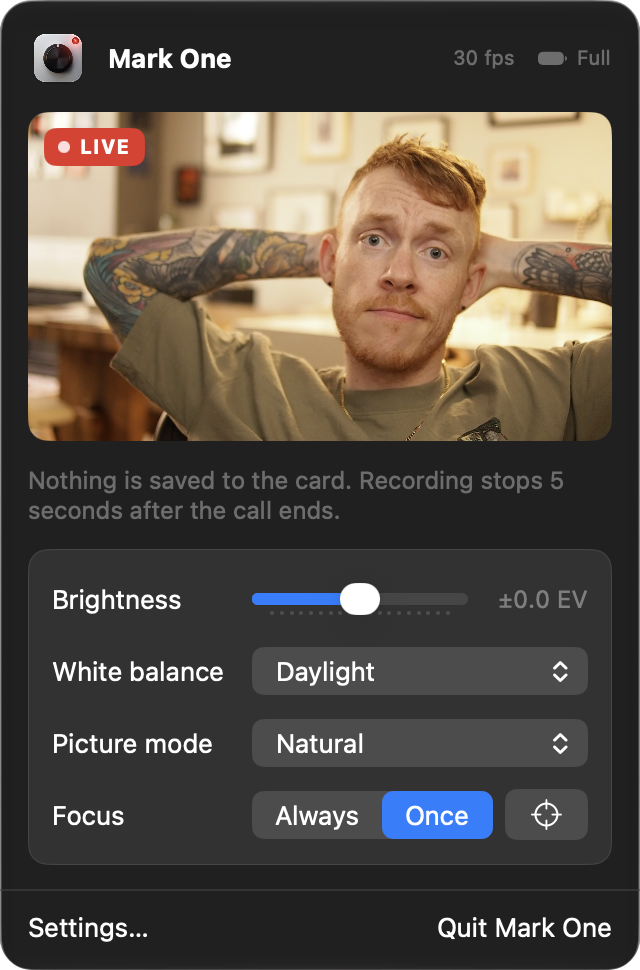 Mark One
30 fps
Full
LIVE
Nothing is saved to the card. Recording stops 5
seconds after the call ends.
Brightness
±0.0 EV
White balance
Daylight
Picture mode
Natural
Focus
Always
Once
Settings...
Quit Mark One